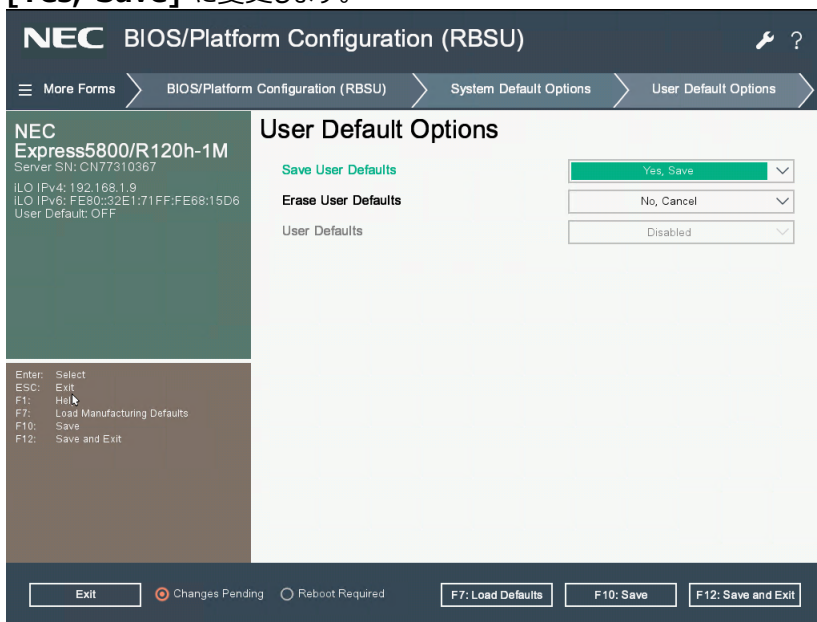 [Yes, Save] に変更します。
NEC BIOS/Platform Configuration (RBSU)
?
More Forms
BIOS/Platform Configuration (RBSU)
System Default Options
User Default Options
NEC
Express5800/R120h-1M
Server SN: CN77310367
iLO IPv4: 192.168.1.9
iLO IPv6: FE80::32E1:71FF:FE68:15D6
User Default: OFF
User Default Options
Save User Defaults
Yes, Save
Erase User Defaults
No, Cancel
User Defaults
Disabled
Enter: Select
ESC: Exit
F1: Help
F7: Load Manufacturing Defaults
F10: Save
F12: Save and Exit
Exit
Changes Pending
Reboot Required
F7: Load Defaults
F10: Save
F12: Save and Exit